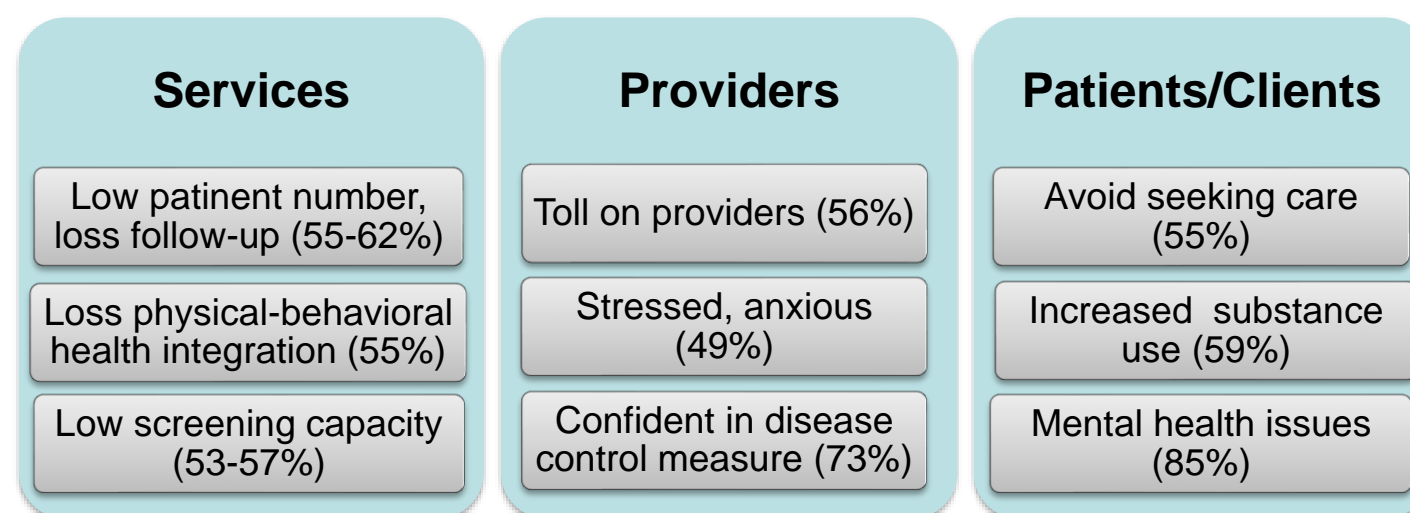 Services
Low patinent number,
loss follow-up (55-62%)
Loss physical-behavioral
health integration (55%)
Low screening capacity
(53-57%)
Providers
Toll on providers (56%)
Stressed, anxious
(49%)
Confident in disease
control measure (73%)
Patients/Clients
Avoid seeking care
(55%)
Increased  substance
use (59%)
Mental health issues
(85%)